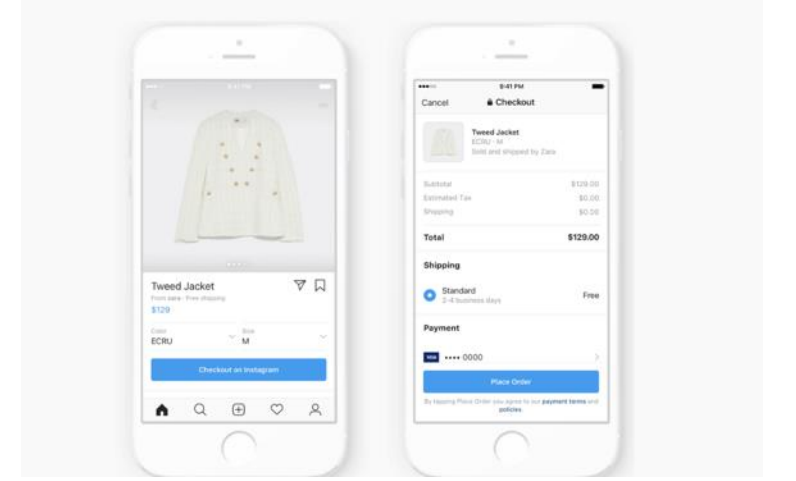 9:41 PM
Tweed Jacket
From zara · Free shipping
$129
Color
ECRU
Size
M
Checkout on Instagram
9:41 PM
Cancel
Checkout
Tweed Jacket
ECRU · M
Sold and shipped by Zara
Subtotal $129.00
Estimated Tax $0.00
Shipping $0.00
Total $129.00
Shipping
Standard
2-4 business days
Free
Payment
VISA •••• 0000
Place Order
By tapping Place Order you agree to our payment terms and
policies